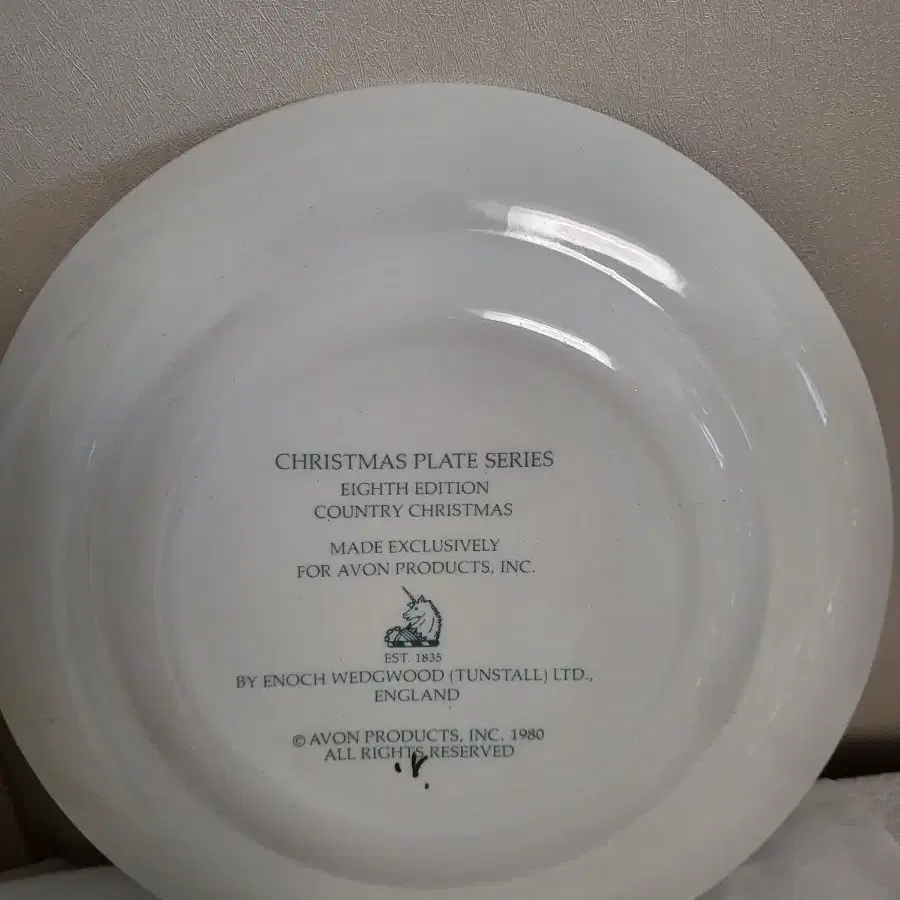 CHRISTMAS PLATE SERIES
EIGHTH EDITION
COUNTRY CHRISTMAS
MADE EXCLUSIVELY
FOR AVON PRODUCTS, INC.
EST. 1835
BY ENOCH WEDGWOOD (TUNSTALL) LTD.,
ENGLAND
© AVON PRODUCTS, INC. 1980
ALL RIGHTS RESERVED